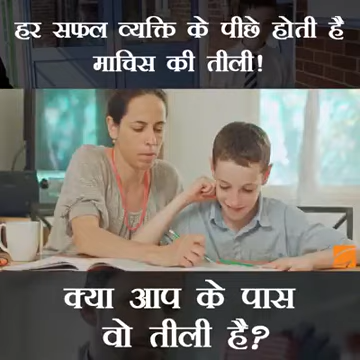 हर सफल व्यक्ति के पीछे होती है
माचिस की तीली!
क्या आप के पास
वो तीली है?